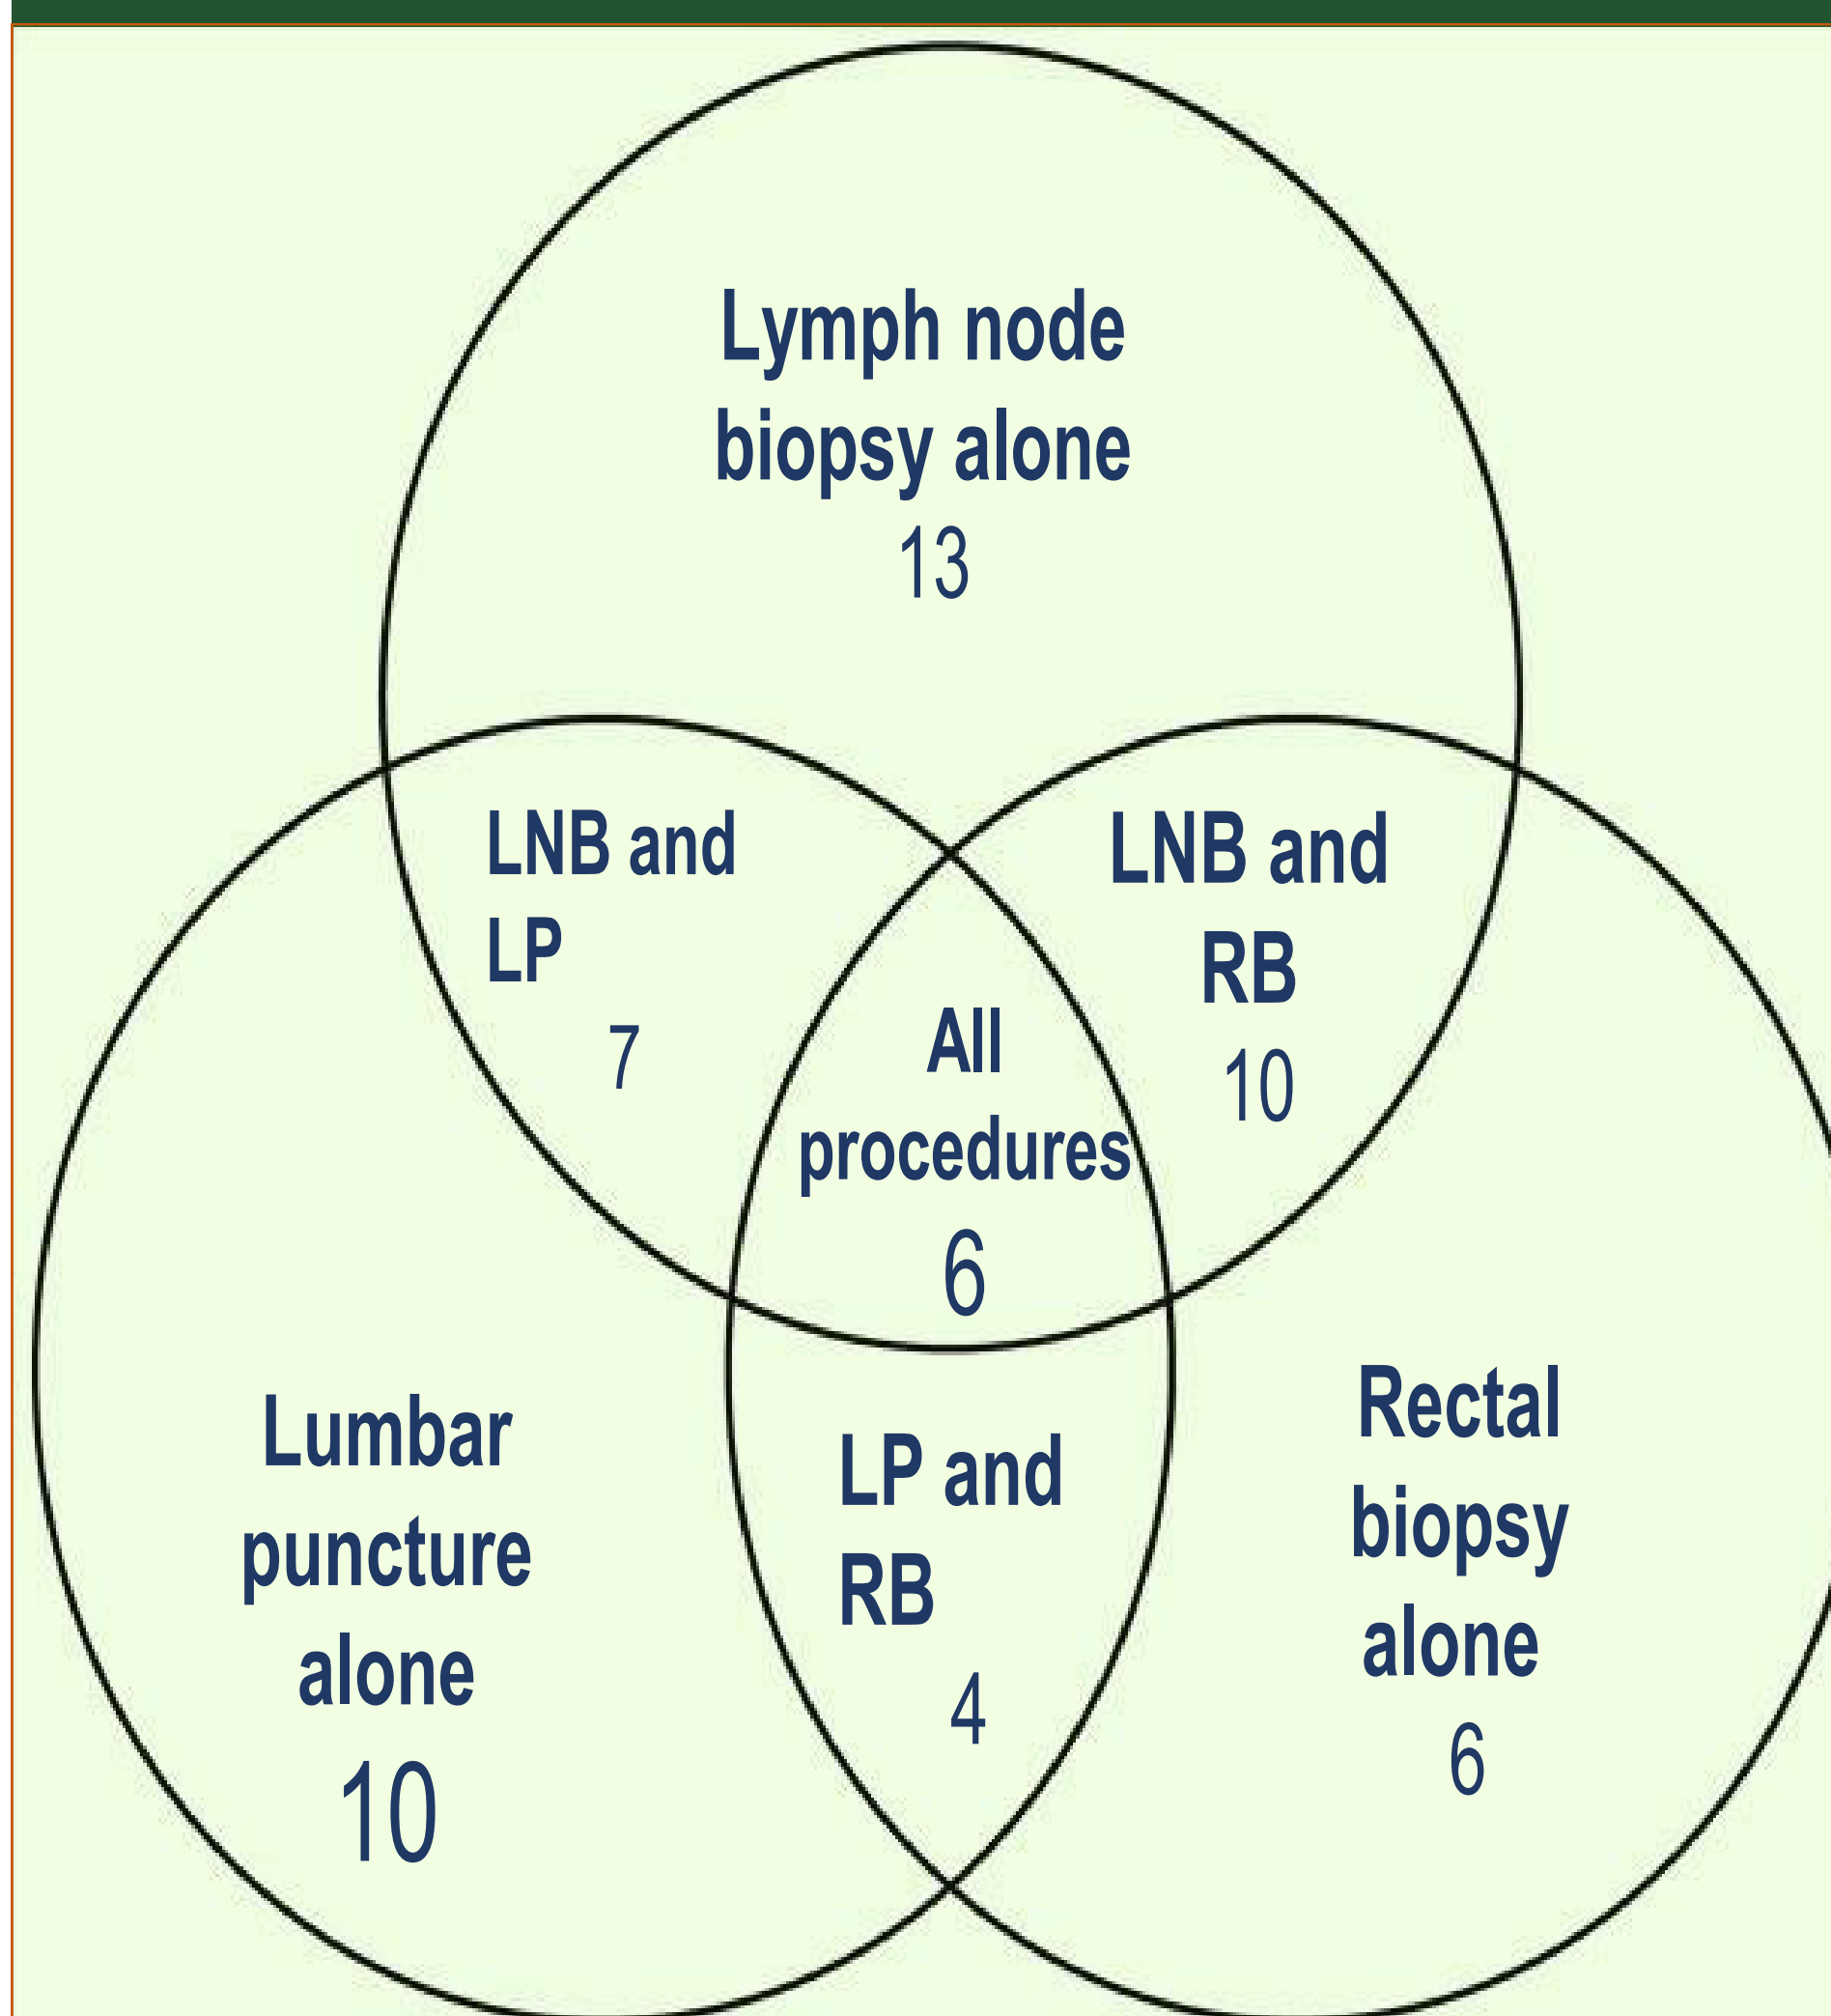 Lymph node
biopsy alone
13
LNB and
LP
7
LNB and
RB
10
All
procedures
6
Lumbar
puncture
alone
10
LP and
RB
4
Rectal
biopsy
alone
6